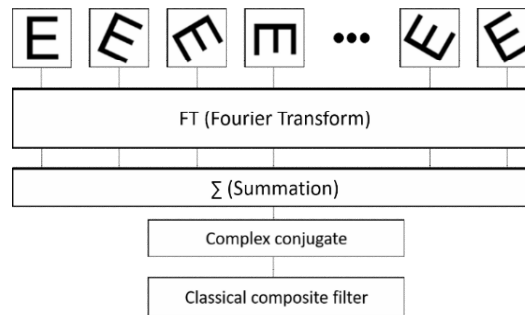 E E E E ••• E E
FT (Fourier Transform)
∑ (Summation)
Complex conjugate
Classical composite filter